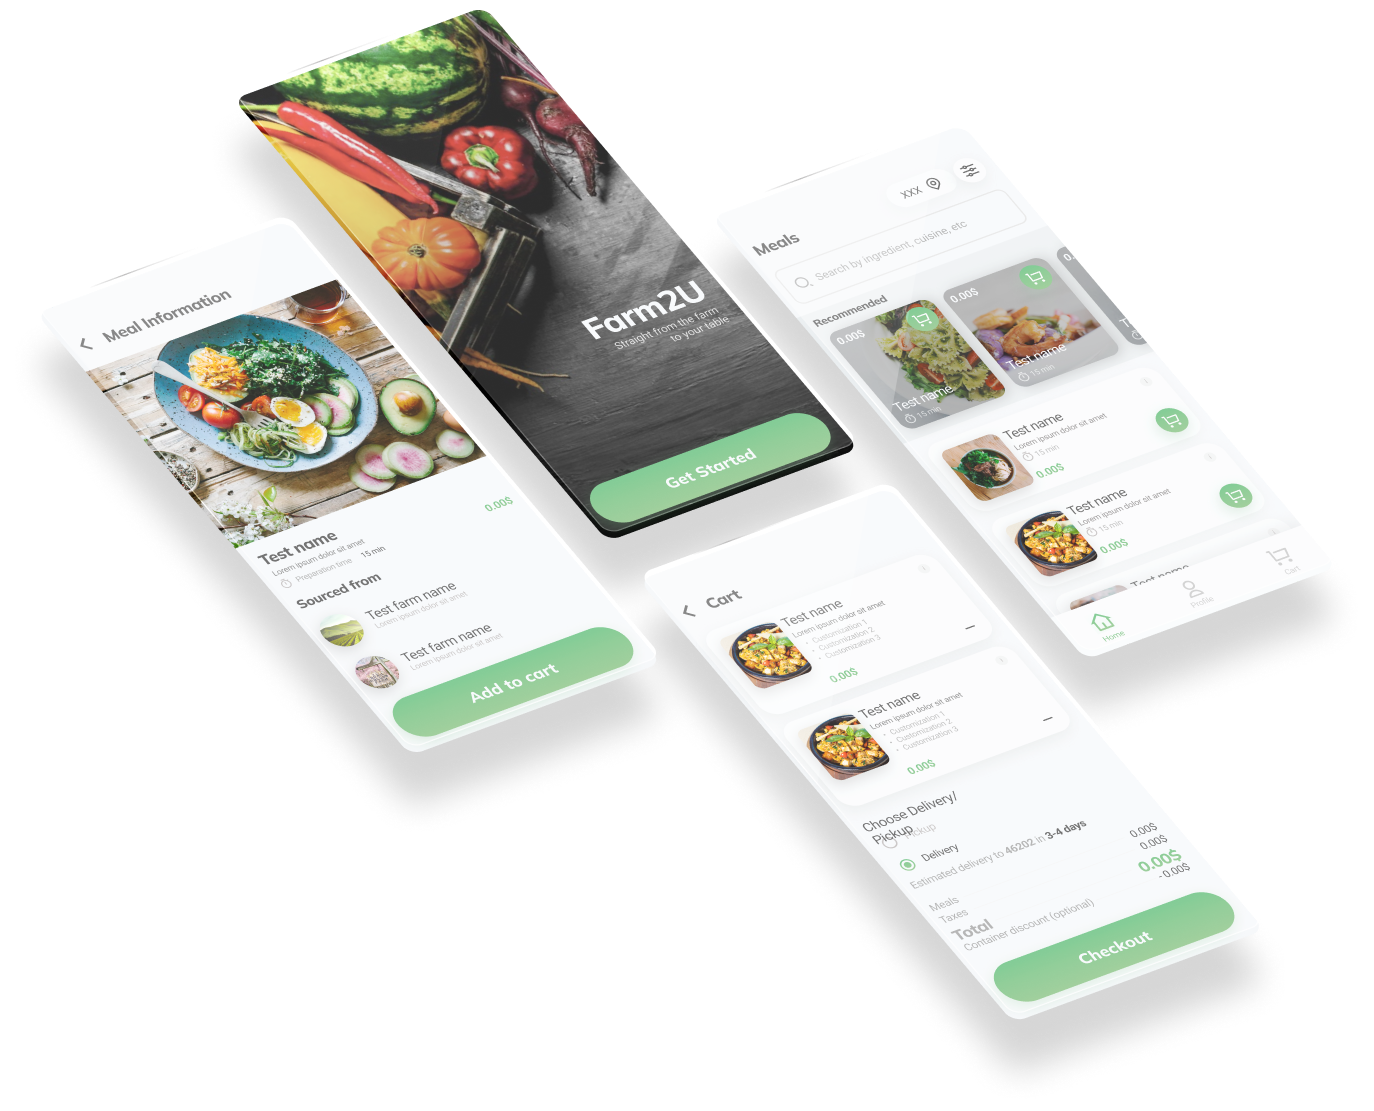 Farm2U
Straight from the farm
to your table
Get Started
Meal Information
0.00$
Test name
Lorem ipsum dolor sit amet
Preparation time 15 min
Sourced from
Test farm name
Lorem ipsum dolor sit amet
Test farm name
Lorem ipsum dolor sit amet
Add to cart
XXX
Meals
Search by ingredient, cuisine, etc
Recommended
0.00$
Test name
15 min
0.00$
Test name
15 min
0.
T
Test name
Lorem ipsum dolor sit amet
15 min
0.00$
Test name
Lorem ipsum dolor sit amet
15 min
0.00$
Test name
Home
Profile
Cart
Cart
Test name
Lorem ipsum dolor sit amet
• Customization 1
• Customization 2
• Customization 3
0.00$
Test name
Lorem ipsum dolor sit amet
• Customization 1
• Customization 2
• Customization 3
0.00$
Choose Delivery/
Pickup
Pickup
Delivery
Estimated delivery to 46202 in 3-4 days
Meals 0.00$
Taxes 0.00$
Total 0.00$
Container discount (optional) -0.00$
Checkout